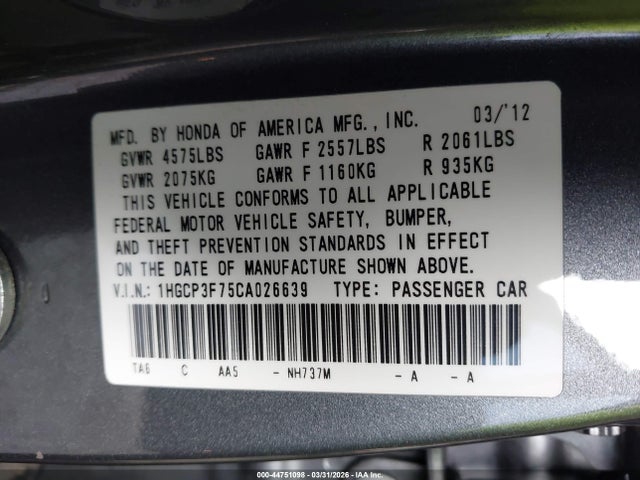 MFD. BY HONDA OF AMERICA MFG., INC. 03/'12
GVWR 4575LBS GAWR F 2557LBS R 2061LBS
GVWR 2075KG GAWR F 1160KG R 935KG
THIS VEHICLE CONFORMS TO ALL APPLICABLE
FEDERAL MOTOR VEHICLE SAFETY, BUMPER,
AND THEFT PREVENTION STANDARDS IN EFFECT
ON THE DATE OF MANUFACTURE SHOWN ABOVE.
V.I.N.: 1HGCP3F75CA026639 TYPE: PASSENGER CAR
TA6 C AA5 - NH737M - A - A
000-44751098 - 03/31/2026 - IAA Inc.